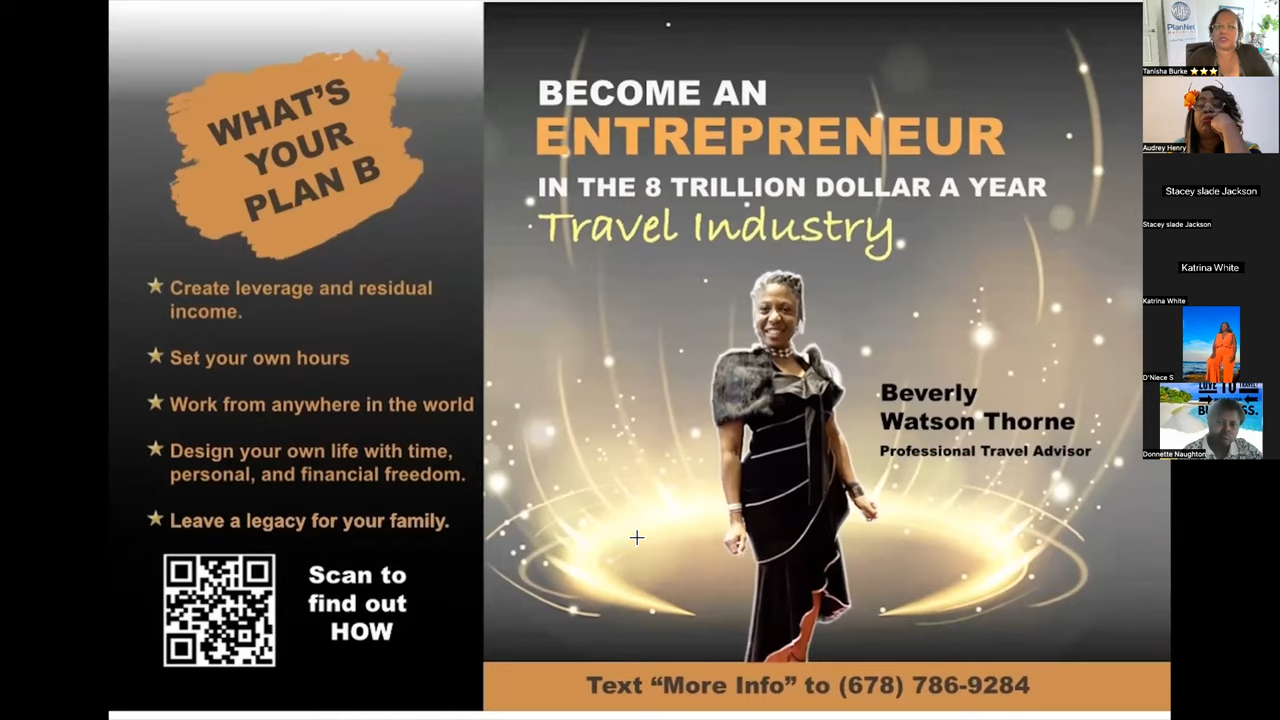 WHAT'S
YOUR
PLAN B
Create leverage and residual
income.
Set your own hours
Work from anywhere in the world
Design your own life with time,
personal, and financial freedom.
Leave a legacy for your family.
Scan to
find out
HOW
BECOME AN
ENTREPRENEUR
IN THE 8 TRILLION DOLLAR A YEAR
Travel Industry
Beverly
Watson Thorne
Professional Travel Advisor
Text “More Info” to (678) 786-9284
PlanNet
Tanisha Burke
Audrey Henry
Stacey slade Jackson
Stacey slade Jackson
Katrina White
Katrina White
D'Niece S
LOVE TO
Donnette Naughton